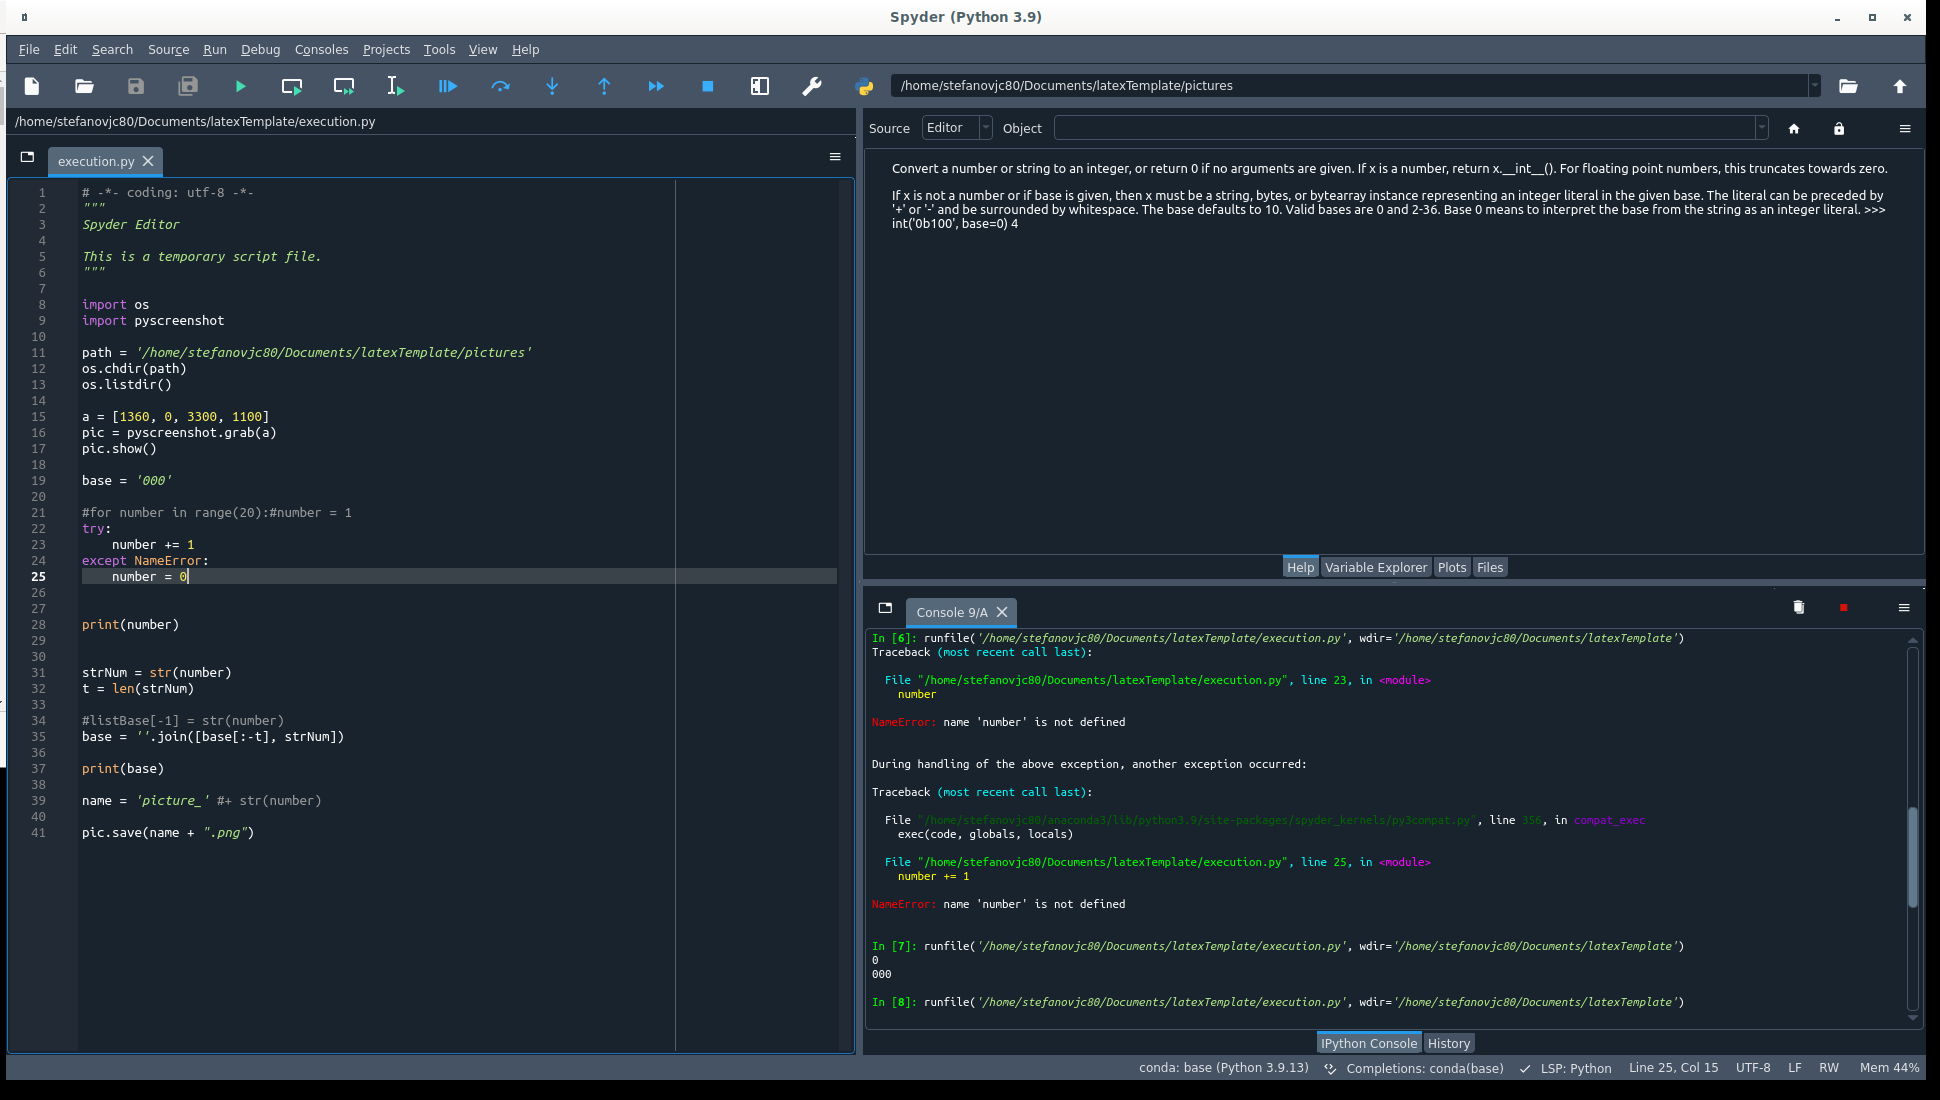 Spyder (Python 3.9)
File Edit Search Source Run Debug Consoles Projects Tools View Help
/home/stefanovjc80/Documents/latexTemplate/pictures
/home/stefanovjc80/Documents/latexTemplate/execution.py
execution.py
1 # -*- coding: utf-8 -*-
2 """
3 Spyder Editor
4
5 This is a temporary script file.
6 """
7
8 import os
9 import pyscreenshot
10
11 path = '/home/stefanovjc80/Documents/latexTemplate/pictures'
12 os.chdir(path)
13 os.listdir()
14
15 a = [1360, 0, 3300, 1100]
16 pic = pyscreenshot.grab(a)
17 pic.show()
18
19 base = '000'
20
21 #for number in range(20):#number = 1
22 try:
23     number += 1
24 except NameError:
25     number = 0
26
27
28 print(number)
29
30
31 strNum = str(number)
32 t = len(strNum)
33
34 #listBase[-1] = str(number)
35 base = ''.join([base[:-t], strNum])
36
37 print(base)
38
39 name = 'picture_' #+ str(number)
40
41 pic.save(name + ".png")
Source Editor Object
Convert a number or string to an integer, or return 0 if no arguments are given. If x is a number, return x.__int__(). For floating point numbers, this truncates towards zero.
If x is not a number or if base is given, then x must be a string, bytes, or bytearray instance representing an integer literal in the given base. The literal can be preceded by
'+' or '-' and be surrounded by whitespace. The base defaults to 10. Valid bases are 0 and 2-36. Base 0 means to interpret the base from the string as an integer literal. >>>
int('0b100', base=0) 4
Help Variable Explorer Plots Files
Console 9/A
In [6]: runfile('/home/stefanovjc80/Documents/latexTemplate/execution.py', wdir='/home/stefanovjc80/Documents/latexTemplate')
Traceback (most recent call last):
File "/home/stefanovjc80/Documents/latexTemplate/execution.py", line 23, in <module>
number
NameError: name 'number' is not defined
During handling of the above exception, another exception occurred:
Traceback (most recent call last):
File "/home/stefanovjc80/anaconda3/lib/python3.9/site-packages/spyder_kernels/py3compat.py", line 356, in compat_exec
exec(code, globals, locals)
File "/home/stefanovjc80/Documents/latexTemplate/execution.py", line 25, in <module>
number += 1
NameError: name 'number' is not defined
In [7]: runfile('/home/stefanovjc80/Documents/latexTemplate/execution.py', wdir='/home/stefanovjc80/Documents/latexTemplate')
0
000
In [8]: runfile('/home/stefanovjc80/Documents/latexTemplate/execution.py', wdir='/home/stefanovjc80/Documents/latexTemplate')
IPython Console History
conda: base (Python 3.9.13) Completions: conda(base) LSP: Python Line 25, Col 15 UTF-8 LF RW Mem 44%